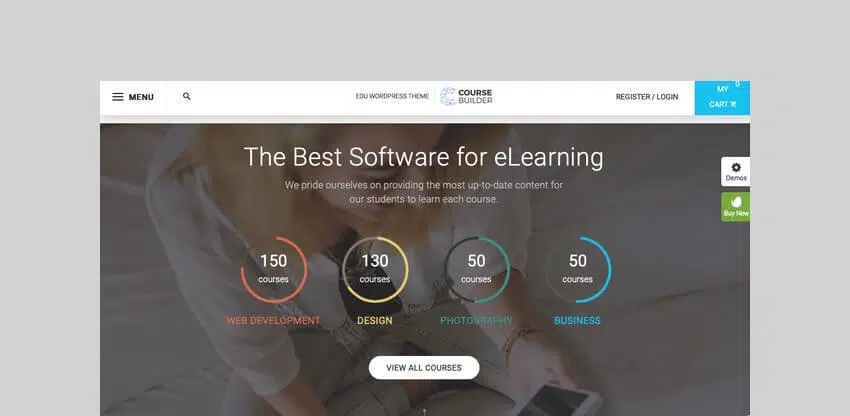 MENU
EDU WORDPRESS THEME
COURSE
BUILDER
REGISTER / LOGIN
0
MY
CART
The Best Software for eLearning
We pride ourselves on providing the most up-to-date content for
our students to learn each course.
Demos
Buy Now
150
courses
WEB DEVELOPMENT
130
courses
DESIGN
50
courses
PHOTOGRAPHY
50
courses
BUSINESS
VIEW ALL COURSES